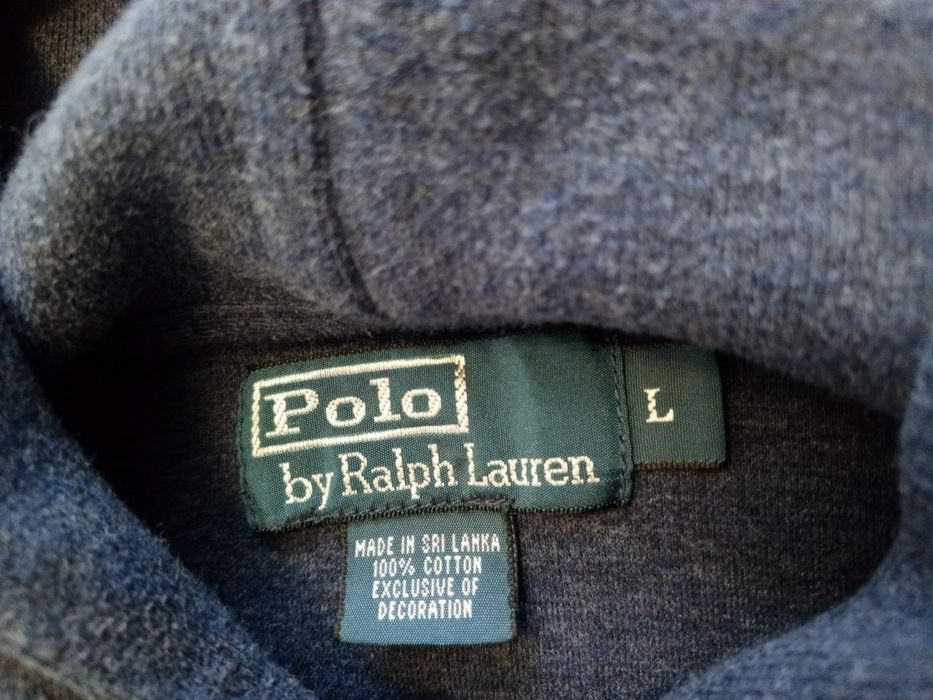 Polo
by Ralph Lauren
L
MADE IN SRI LANKA
100% COTTON
EXCLUSIVE OF
DECORATION